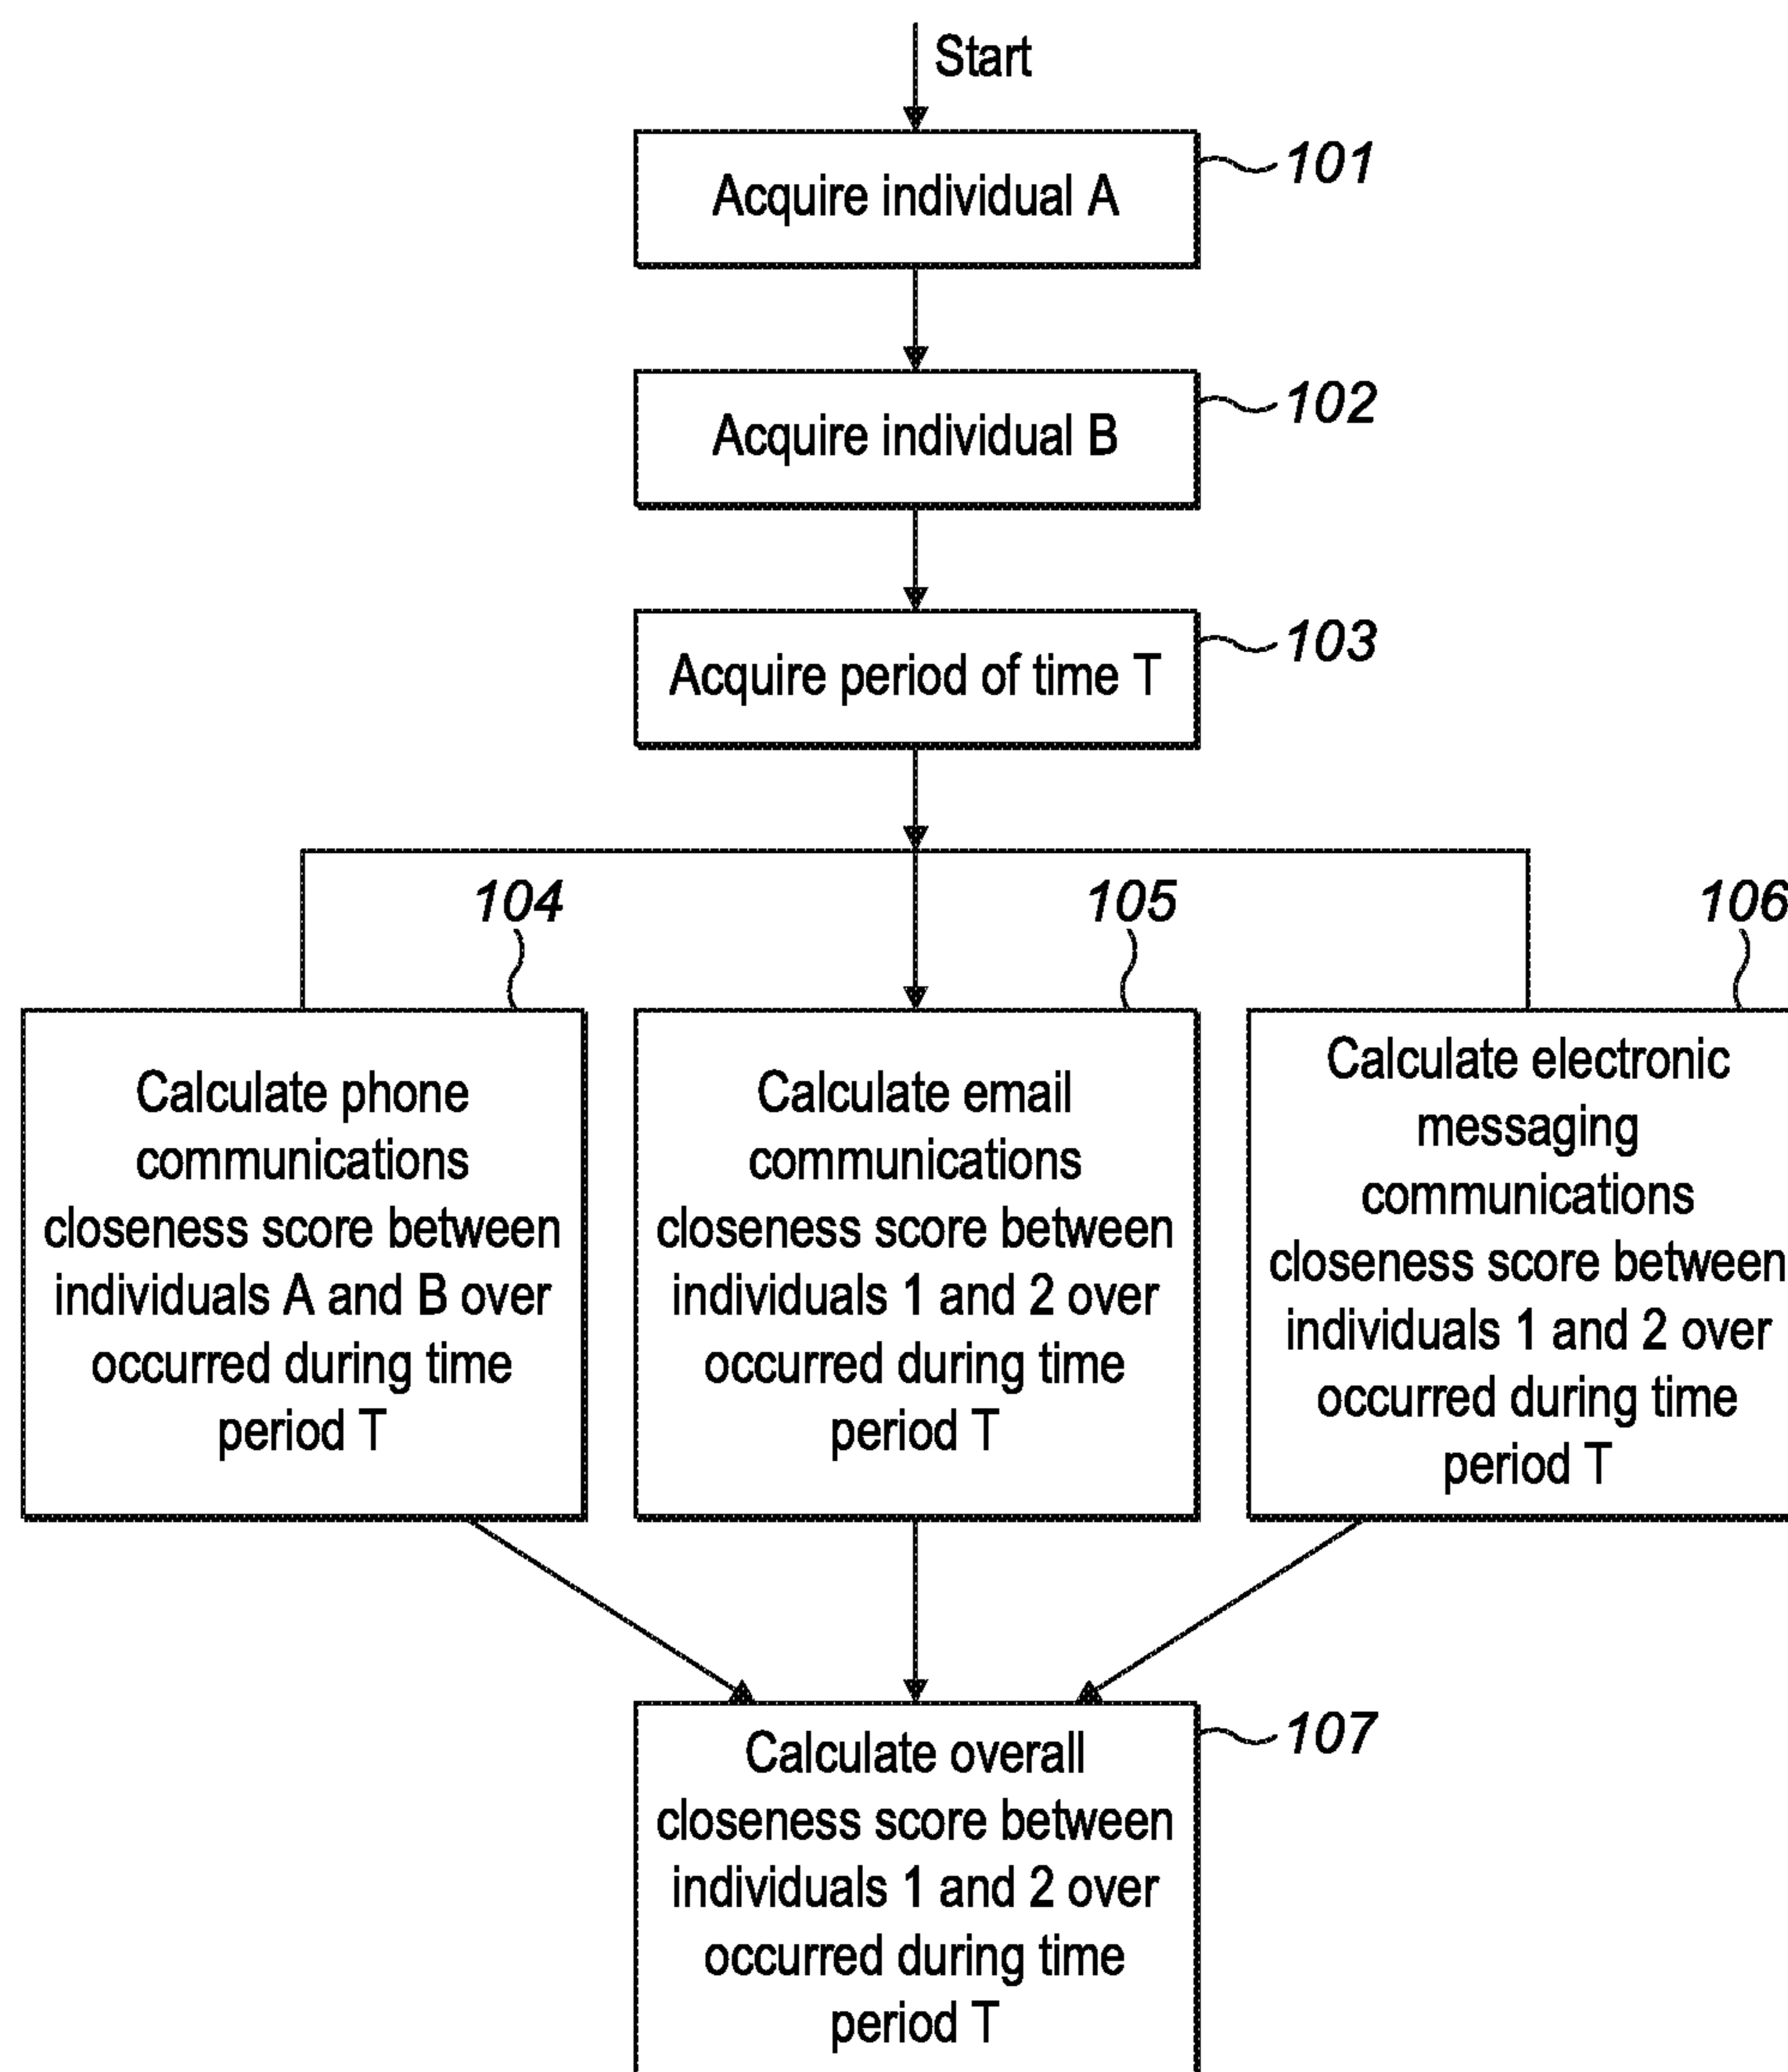 Start
Acquire individual A
101
Acquire individual B
102
Acquire period of time T
103
104
Calculate phone
communications
closeness score between
individuals A and B over
occurred during time
period T
105
Calculate email
communications
closeness score between
individuals 1 and 2 over
occurred during time
period T
106
Calculate electronic
messaging
communications
closeness score between
individuals 1 and 2 over
occurred during time
period T
107
Calculate overall
closeness score between
individuals 1 and 2 over
occurred during time
period T